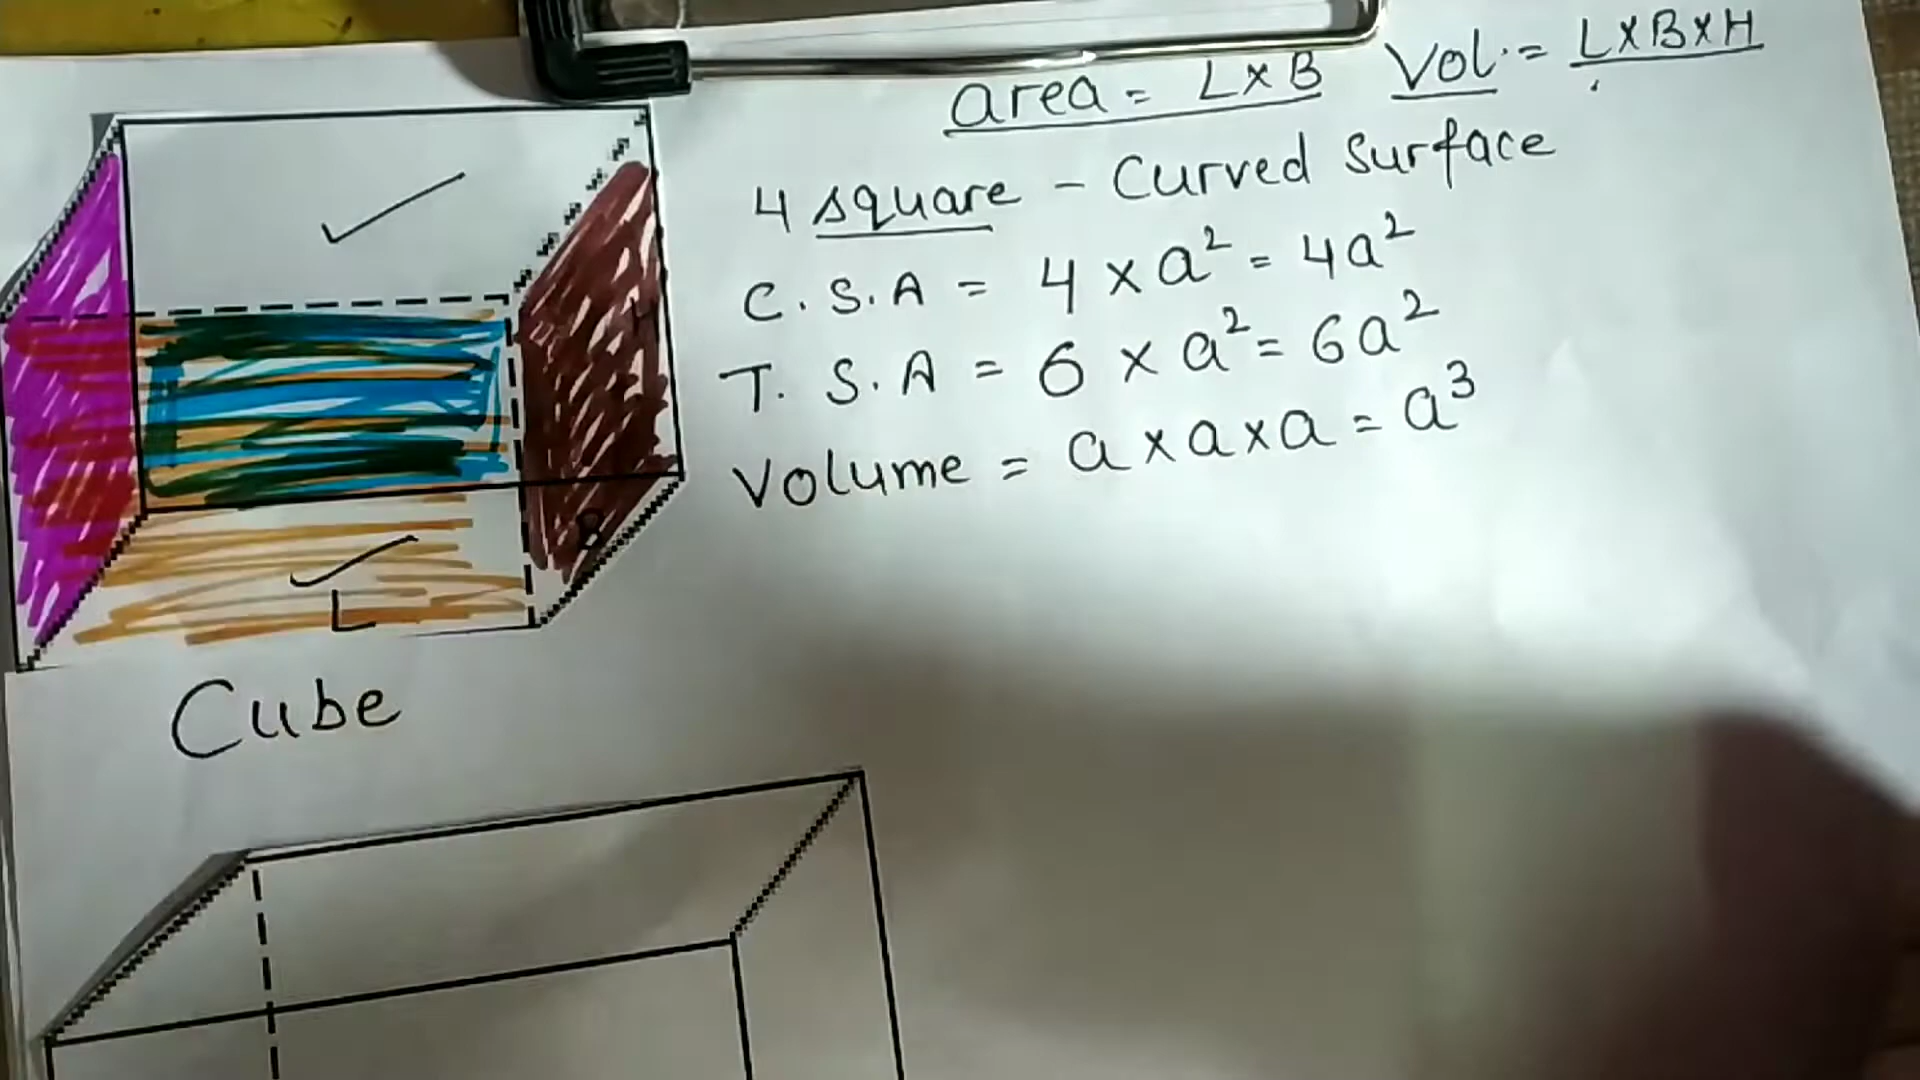 area = L×B Vol. = L×B×H
4 square - Curved Surface
C.S.A = 4 × a² = 4a²
T.S.A = 6 × a² = 6a²
Volume = a×a×a = a³
H
B
L
Cube